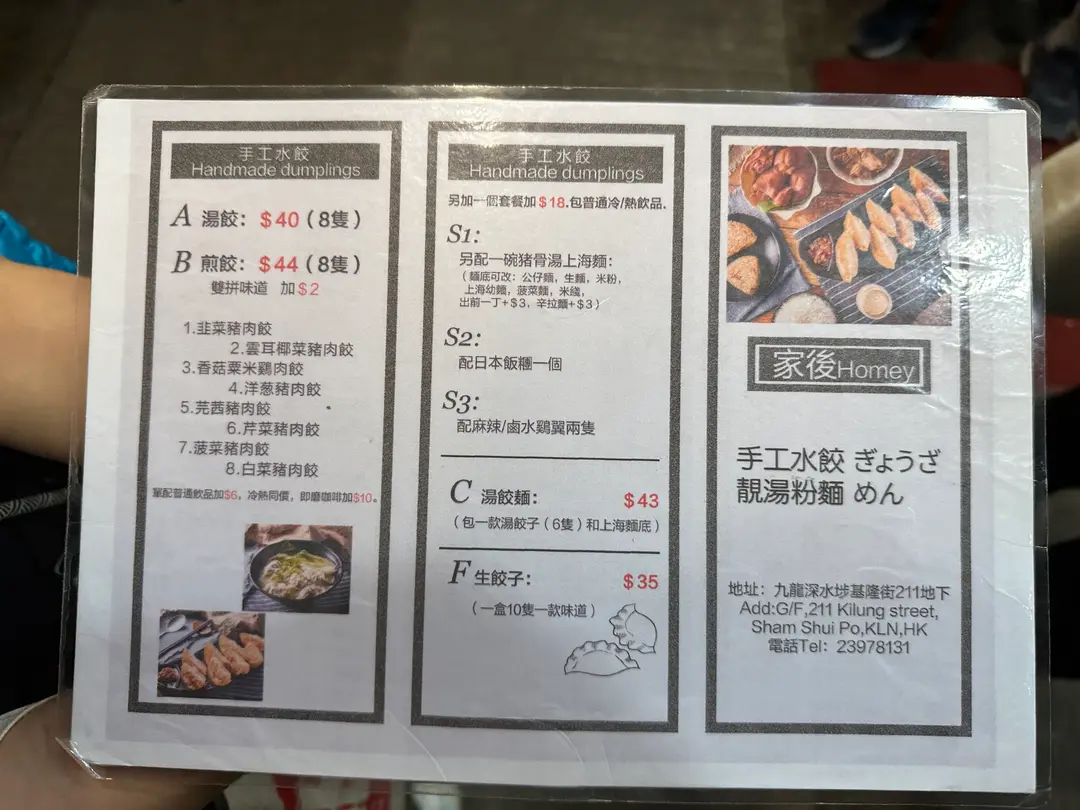 手工水餃
Handmade dumplings
A 湯餃：$40（8隻）
B 煎餃：$44（8隻）
雙拼味道 加$2
1.韭菜豬肉餃
2.雲耳椰菜豬肉餃
3.香菇粟米鷄肉餃
4.洋葱豬肉餃
5.芫茜豬肉餃
6.芹菜豬肉餃
7.菠菜豬肉餃
8.白菜豬肉餃
單配普通飲品加$6，冷熱同價，即磨咖啡加$10。
手工水餃
Handmade dumplings
另加一個套餐加$18.包普通冷/熱飲品.
S1:
另配一碗猪骨湯上海麵：
（麵底可改：公仔麵，生麵，米粉，
上海幼麵，菠菜麵，米綫，
出前一丁+$3，辛拉麵+$3）
S2:
配日本飯糰一個
S3:
配麻辣/鹵水鷄翼兩隻
C 湯餃麵： $43
（包一款湯餃子（6隻）和上海麵底）
F 生餃子： $35
（一盒10隻一款味道）
家後Homey
手工水餃 ぎょうざ
靚湯粉麵 めん
地址：九龍深水埗基隆街211地下
Add:G/F,211 Kilung street,
Sham Shui Po,KLN,HK
電話Tel：23978131